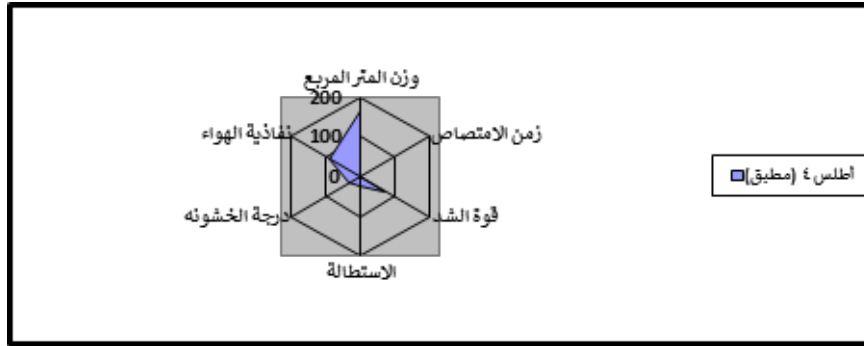 وزن المتر المربع
200
نفاذية الهواء
100
زمن الامتصاص
0
أطلس ٤ (مطبق)
درجة الخشونه
قوة الشد
الاستطالة